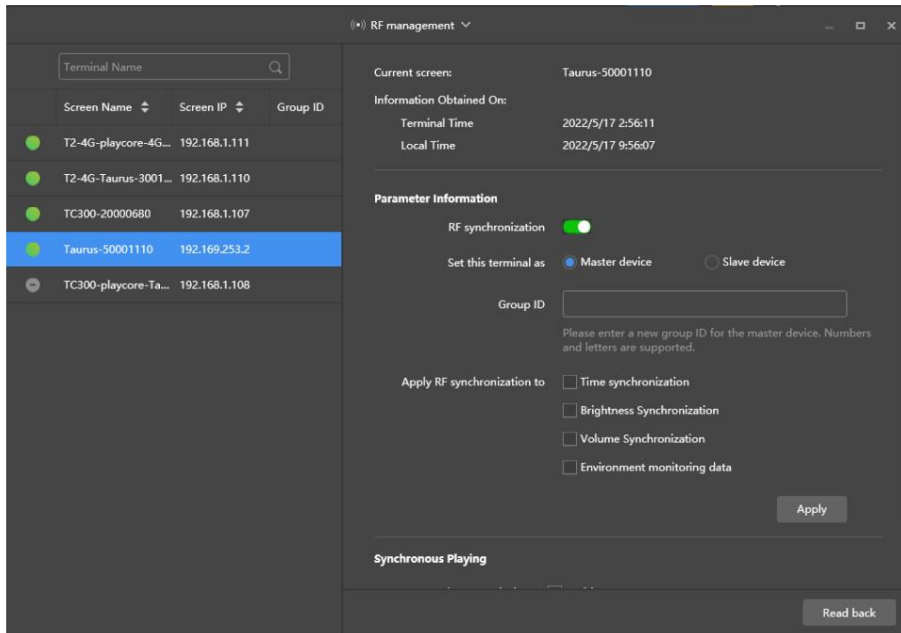 RF management
Terminal Name
Screen Name Screen IP Group ID
T2-4G-playcore-4G... 192.168.1.111
T2-4G-Taurus-3001... 192.168.1.110
TC300-20000680 192.168.1.107
Taurus-50001110 192.169.253.2
TC300-playcore-Ta... 192.168.1.108
Current screen: Taurus-50001110
Information Obtained On:
Terminal Time 2022/5/17 2:56:11
Local Time 2022/5/17 9:56:07
Parameter Information
RF synchronization
Set this terminal as Master device Slave device
Group ID
Please enter a new group ID for the master device. Numbers
and letters are supported.
Apply RF synchronization to Time synchronization
Brightness Synchronization
Volume Synchronization
Environment monitoring data
Apply
Synchronous Playing
Read back